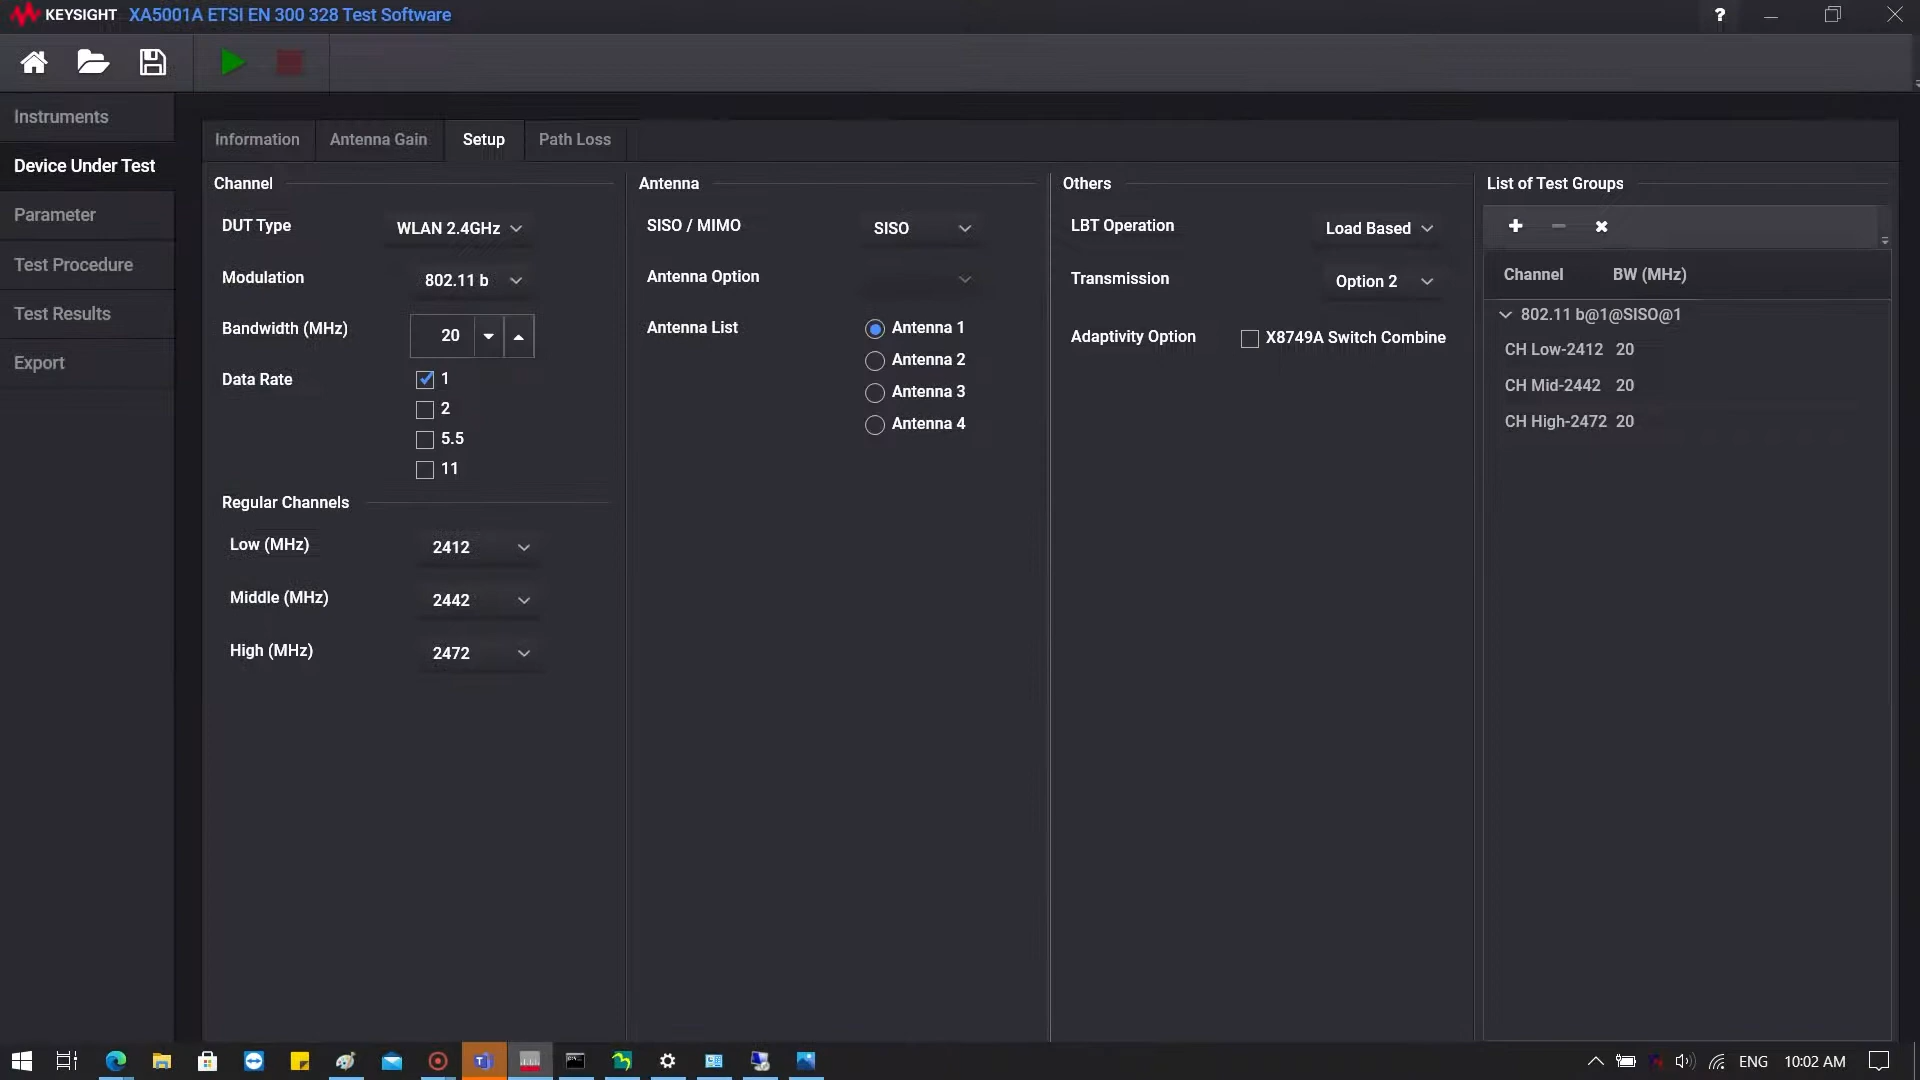 KEYSIGHT XA5001A ETSI EN 300 328 Test Software
?
Instruments
Device Under Test
Parameter
Test Procedure
Test Results
Export
Information Antenna Gain Setup Path Loss
Channel
DUT Type WLAN 2.4GHz
Modulation 802.11 b
Bandwidth (MHz) 20
Data Rate 1
2
5.5
11
Regular Channels
Low (MHz) 2412
Middle (MHz) 2442
High (MHz) 2472
Antenna
SISO / MIMO SISO
Antenna Option
Antenna List Antenna 1
Antenna 2
Antenna 3
Antenna 4
Others
LBT Operation Load Based
Transmission Option 2
Adaptivity Option X8749A Switch Combine
List of Test Groups
Channel BW (MHz)
802.11 b@1@SISO@1
CH Low-2412 20
CH Mid-2442 20
CH High-2472 20
ENG 10:02 AM